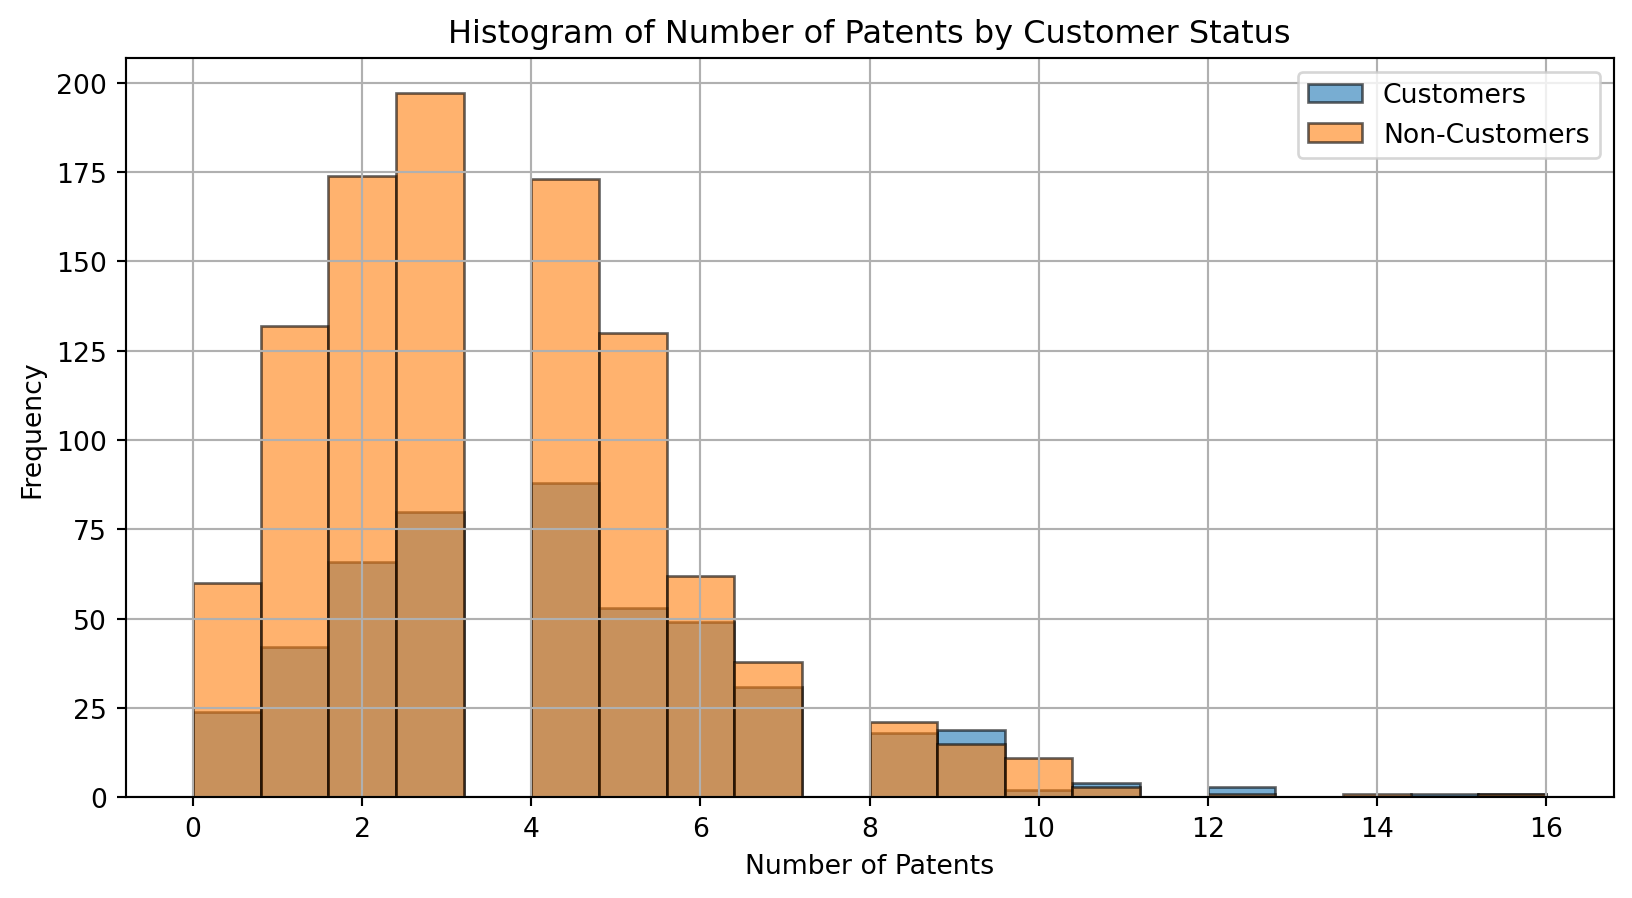 Histogram of Number of Patents by Customer Status
Customers
Non-Customers
200
175
150
125
100
75
50
25
0
Frequency
0 2 4 6 8 10 12 14 16
Number of Patents